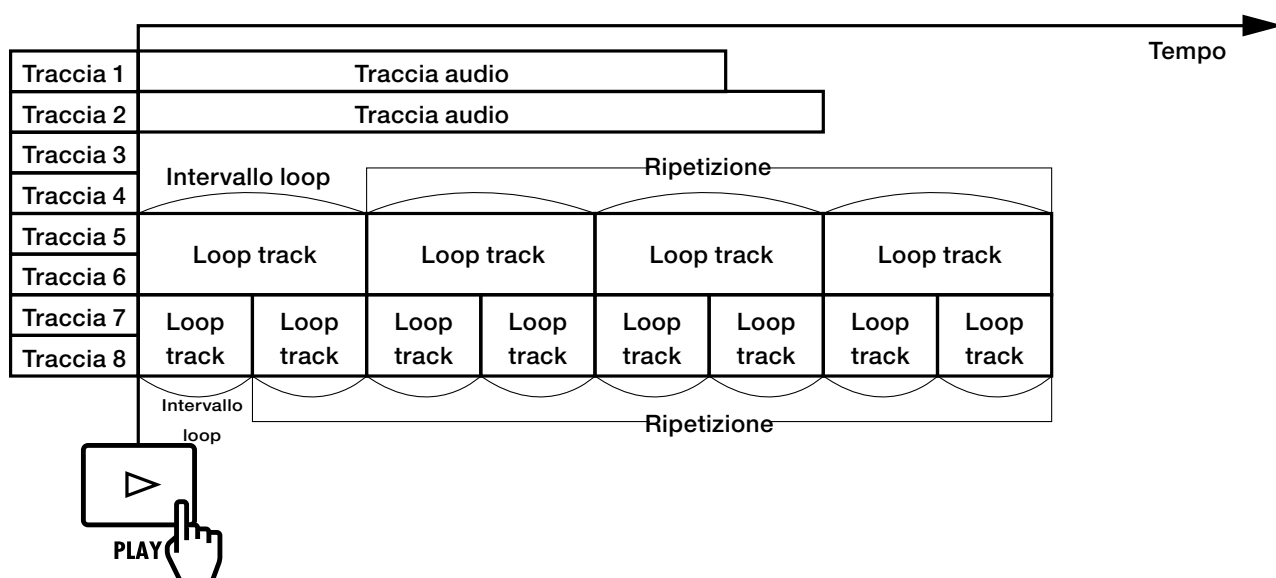 Tempo
Traccia 1 Traccia audio
Traccia 2 Traccia audio
Traccia 3
Ripetizione
Intervallo loop
Traccia 4
Traccia 5
Loop track Loop track Loop track Loop track
Traccia 6
Traccia 7
Loop Loop Loop Loop Loop Loop Loop Loop
track track track track track track track track
Traccia 8
Intervallo
loop
Ripetizione
PLAY